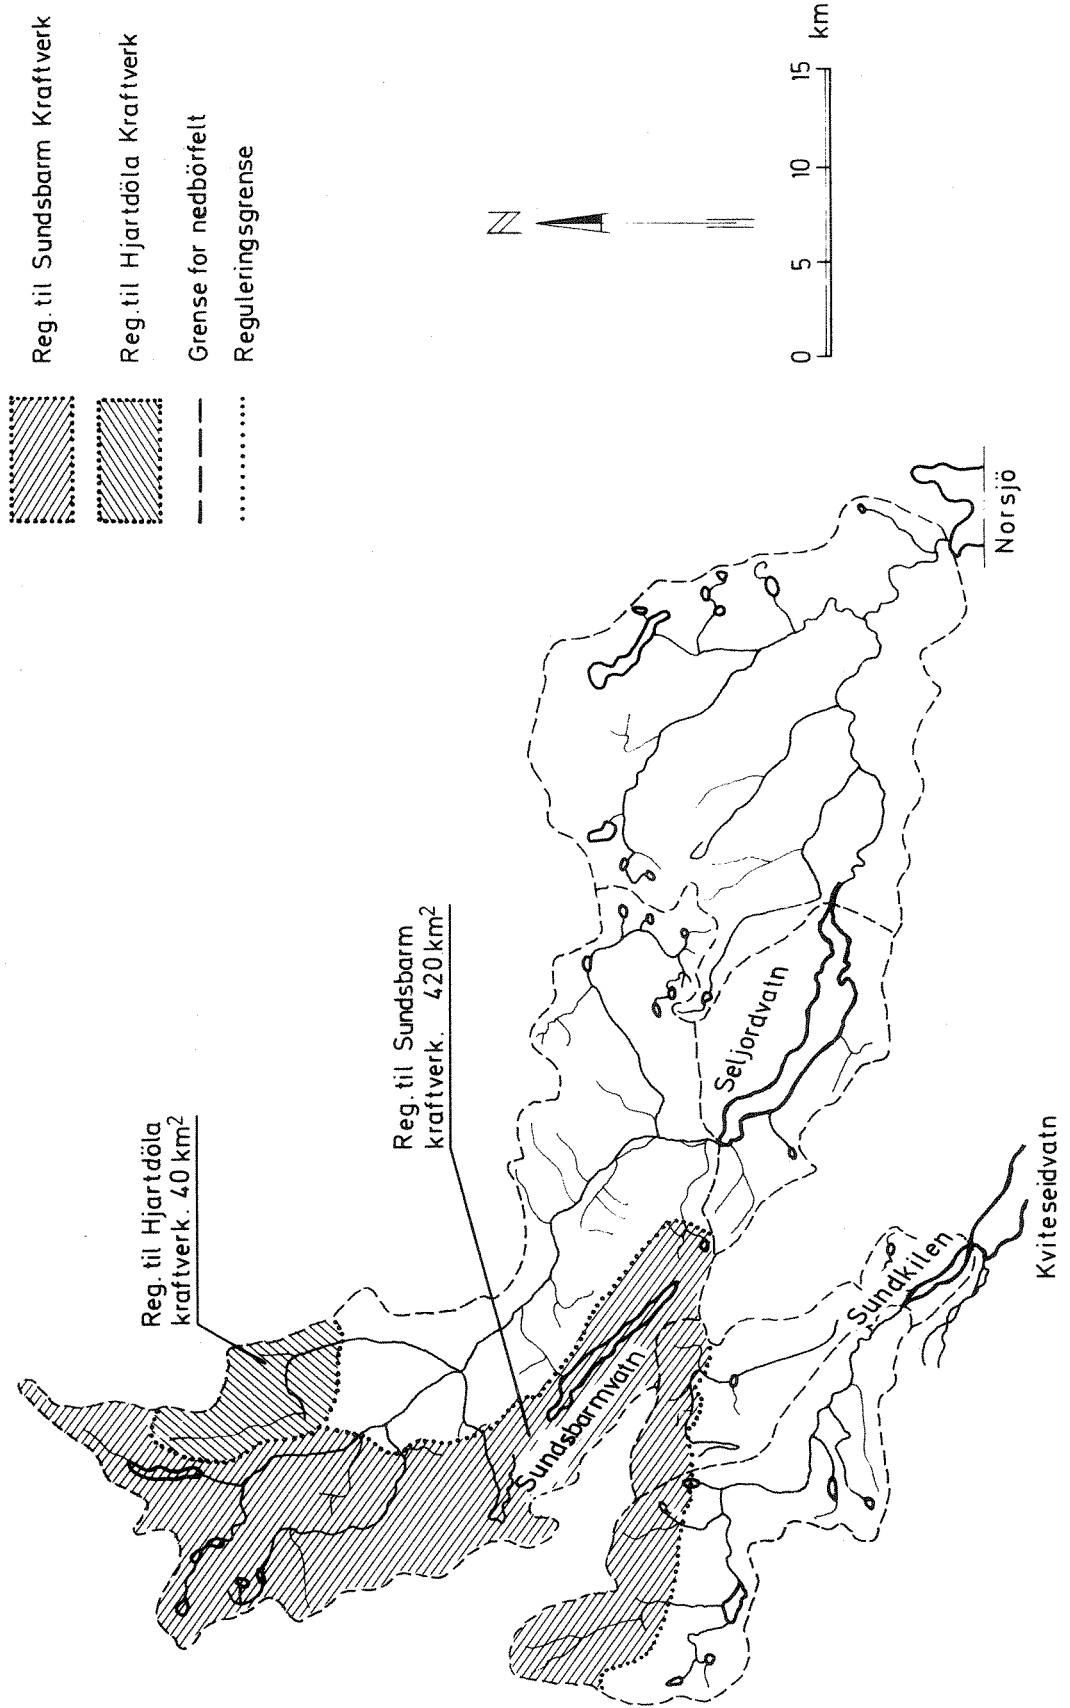 Reg. til Sundsbarm Kraftverk
Reg. til Hjartdöla Kraftverk
Grense for nedbörfelt
Reguleringsgrense
N
0 5 10 15 km
Reg. til Hjartdöla
kraftverk. 40 km²
Reg. til Sundsbarm
kraftverk. 420 km²
Sundsbarmvatn
Seljordvatn
Sundkilen
Kviteseidvatn
Norsjö